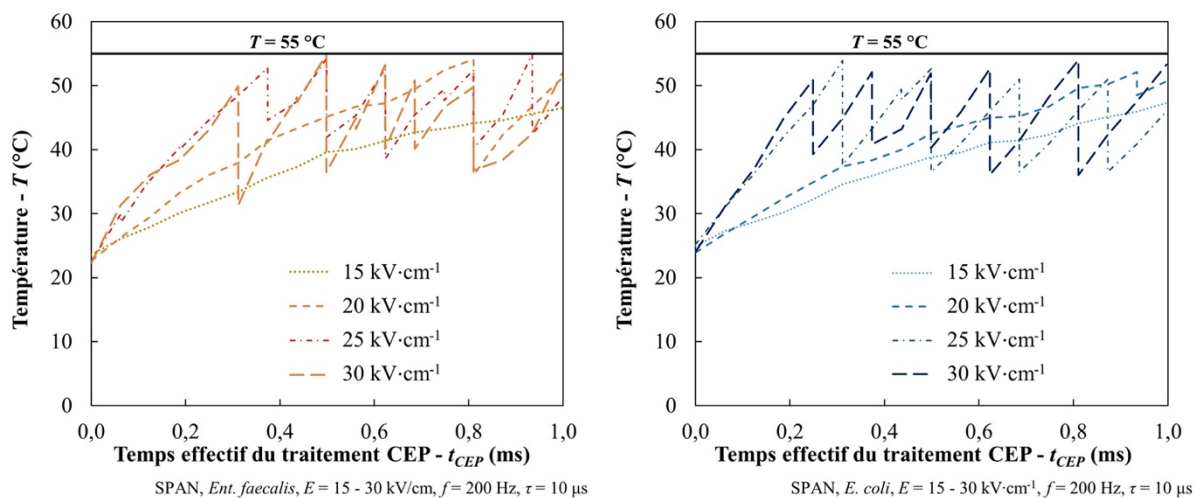 60
50
40
30
20
10
0
T = 55 °C
Température - T (°C)
15 kV·cm-1
20 kV·cm-1
25 kV·cm-1
30 kV·cm-1
0,0 0,2 0,4 0,6 0,8 1,0
Temps effectif du traitement CEP - tCEP (ms)
SPAN, Ent. faecalis, E = 15 - 30 kV/cm, f = 200 Hz, τ = 10 μs
60
50
40
30
20
10
0
T = 55 °C
Température - T (°C)
15 kV·cm-1
20 kV·cm-1
25 kV·cm-1
30 kV·cm-1
0,0 0,2 0,4 0,6 0,8 1,0
Temps effectif du traitement CEP - tCEP (ms)
SPAN, E. coli, E = 15 - 30 kV·cm-1, f = 200 Hz, τ = 10 μs